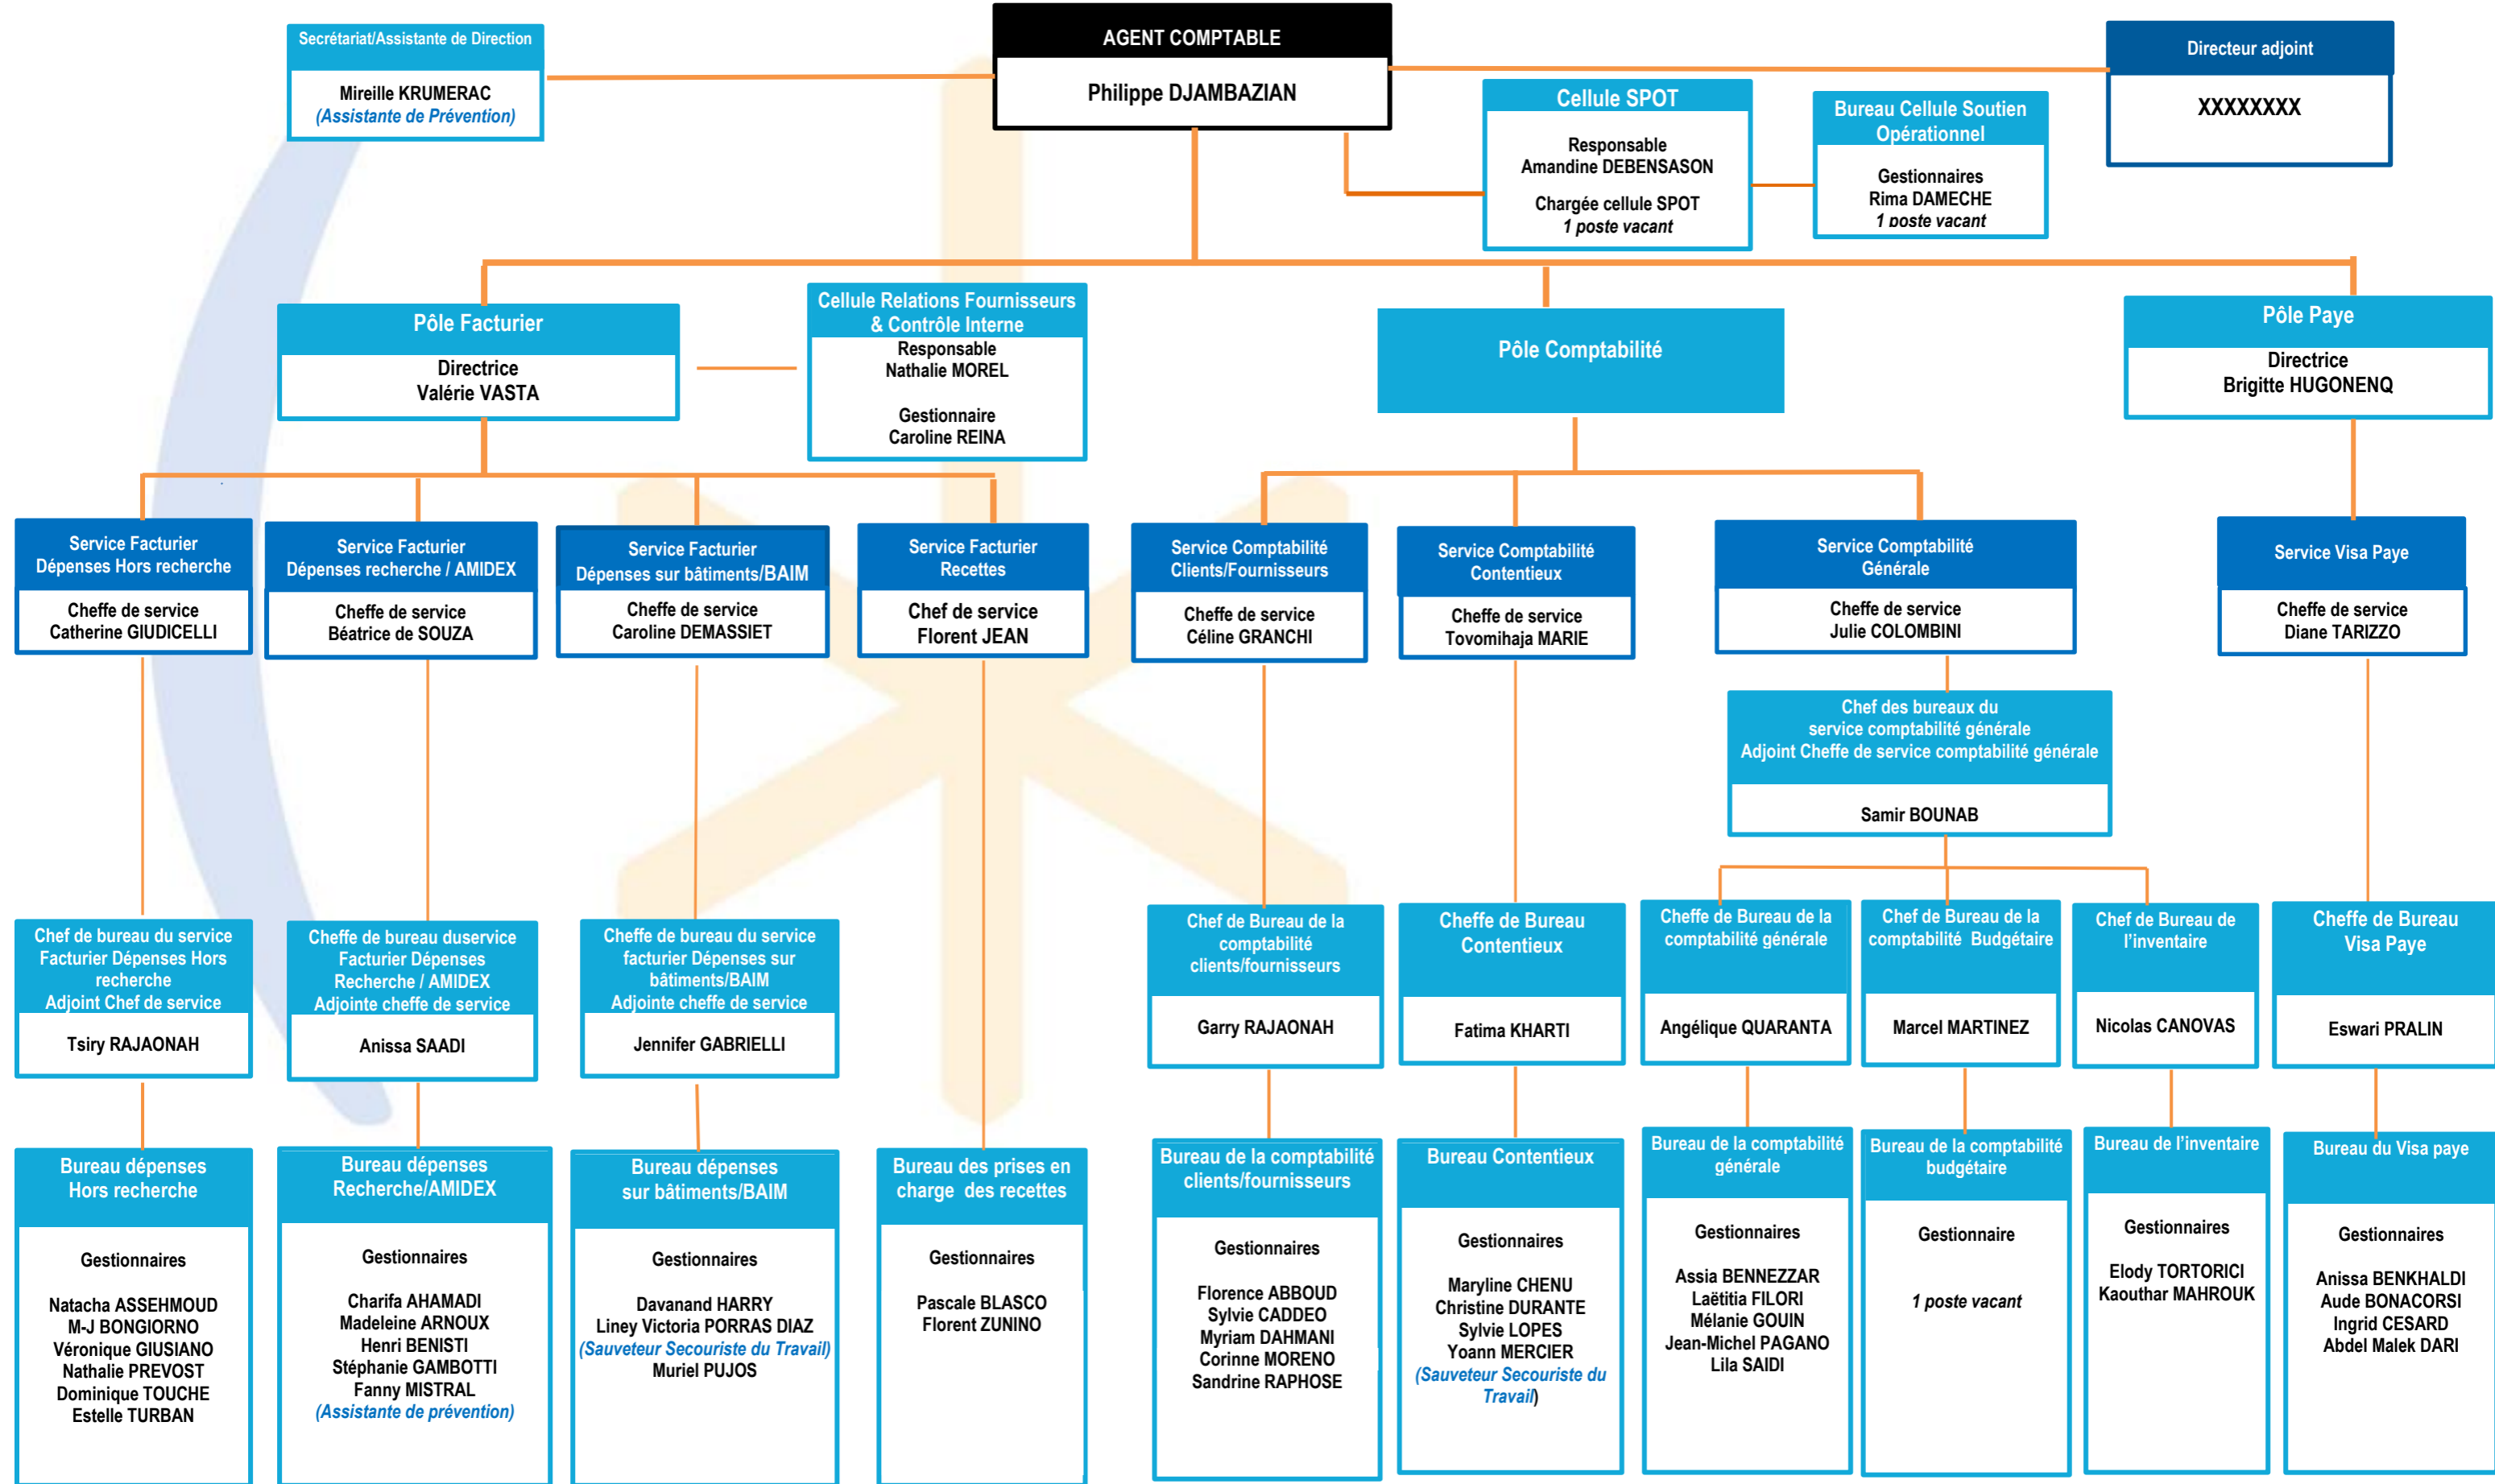 Secrétariat/Assistante de Direction
Mireille KRUMERAC
(Assistante de Prévention)
AGENT COMPTABLE
Philippe DJAMBAZIAN
Directeur adjoint
XXXXXXXX
Cellule SPOT
Responsable
Amandine DEBENSASON
Chargée cellule SPOT
1 poste vacant
Bureau Cellule Soutien
Opérationnel
Gestionnaires
Rima DAMECHE
1 poste vacant
Pôle Facturier
Directrice
Valérie VASTA
Cellule Relations Fournisseurs
& Contrôle Interne
Responsable
Nathalie MOREL
Gestionnaire
Caroline REINA
Pôle Comptabilité
Pôle Paye
Directrice
Brigitte HUGONENQ
Service Facturier
Dépenses Hors recherche
Cheffe de service
Catherine GIUDICELLI
Service Facturier
Dépenses recherche / AMIDEX
Cheffe de service
Béatrice de SOUZA
Service Facturier
Dépenses sur bâtiments/BAIM
Cheffe de service
Caroline DEMASSIET
Service Facturier
Recettes
Chef de service
Florent JEAN
Service Comptabilité
Clients/Fournisseurs
Cheffe de service
Céline GRANCHI
Service Comptabilité
Contentieux
Cheffe de service
Tovomihaja MARIE
Service Comptabilité
Générale
Cheffe de service
Julie COLOMBINI
Service Visa Paye
Cheffe de service
Diane TARIZZO
Chef des bureaux du
service comptabilité générale
Adjoint Cheffe de service comptabilité générale
Samir BOUNAB
Chef de bureau du service
Facturier Dépenses Hors
recherche
Adjoint Chef de service
Tsiry RAJAONAH
Cheffe de bureau duservice
Facturier Dépenses
Recherche / AMIDEX
Adjointe cheffe de service
Anissa SAADI
Cheffe de bureau du service
facturier Dépenses sur
bâtiments/BAIM
Adjointe cheffe de service
Jennifer GABRIELLI
Chef de Bureau de la
comptabilité
clients/fournisseurs
Garry RAJAONAH
Cheffe de Bureau
Contentieux
Fatima KHARTI
Cheffe de Bureau de la
comptabilité générale
Angélique QUARANTA
Chef de Bureau de la
comptabilité Budgétaire
Marcel MARTINEZ
Chef de Bureau de
l'inventaire
Nicolas CANOVAS
Cheffe de Bureau
Visa Paye
Eswari PRALIN
Bureau dépenses
Hors recherche
Gestionnaires
Natacha ASSEHMOUD
M-J BONGIORNO
Véronique GIUSIANO
Nathalie PREVOST
Dominique TOUCHE
Estelle TURBAN
Bureau dépenses
Recherche/AMIDEX
Gestionnaires
Charifa AHAMADI
Madeleine ARNOUX
Henri BENISTI
Stéphanie GAMBOTTI
Fanny MISTRAL
(Assistante de prévention)
Bureau dépenses
sur bâtiments/BAIM
Gestionnaires
Davanand HARRY
Liney Victoria PORRAS DIAZ
(Sauveteur Secouriste du Travail)
Muriel PUJOS
Bureau des prises en
charge des recettes
Gestionnaires
Pascale BLASCO
Florent ZUNINO
Bureau de la comptabilité
clients/fournisseurs
Gestionnaires
Florence ABBOUD
Sylvie CADDEO
Myriam DAHMANI
Corinne MORENO
Sandrine RAPHOSE
Bureau Contentieux
Gestionnaires
Maryline CHENU
Christine DURANTE
Sylvie LOPES
Yoann MERCIER
(Sauveteur Secouriste du
Travail)
Bureau de la comptabilité
générale
Gestionnaires
Assia BENNEZZAR
Laëtitia FILORI
Mélanie GOUIN
Jean-Michel PAGANO
Lila SAIDI
Bureau de la comptabilité
budgétaire
Gestionnaire
1 poste vacant
Bureau de l'inventaire
Gestionnaires
Elody TORTORICI
Kaouthar MAHROUK
Bureau du Visa paye
Gestionnaires
Anissa BENKHALDI
Aude BONACORSI
Ingrid CESARD
Abdel Malek DARI